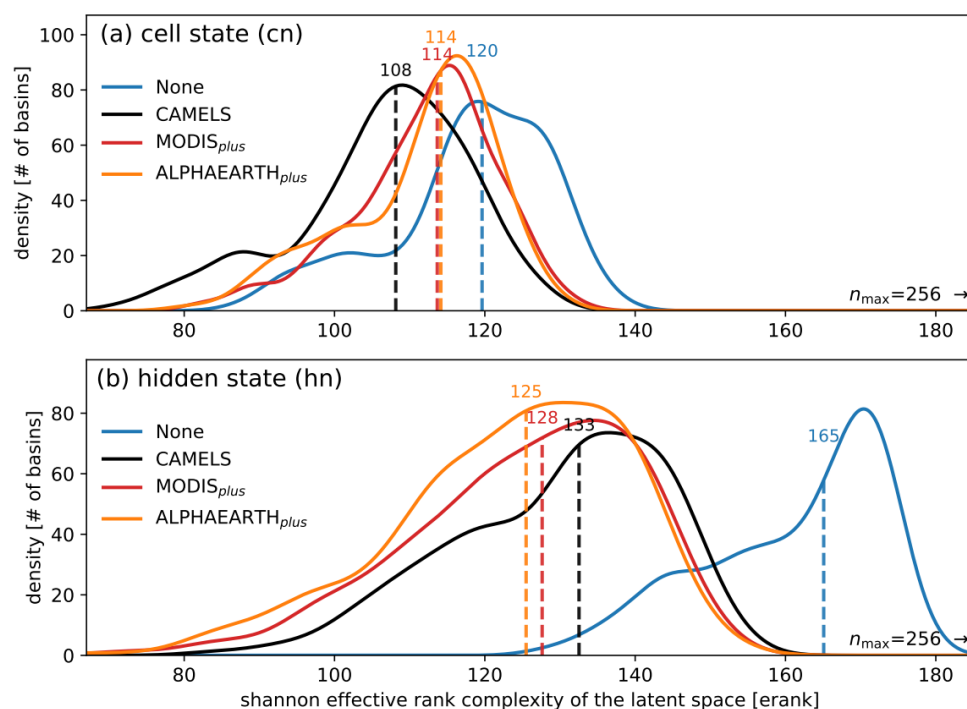 (a) cell state (cn)
None
CAMELS
MODISplus
ALPHAEARTHplus
108
114
114
120
nmax=256 →
density [# of basins]
0
20
40
60
80
100
80
100
120
140
160
180
(b) hidden state (hn)
None
CAMELS
MODISplus
ALPHAEARTHplus
125
128
133
165
nmax=256 →
density [# of basins]
0
20
40
60
80
80
100
120
140
160
180
shannon effective rank complexity of the latent space [erank]